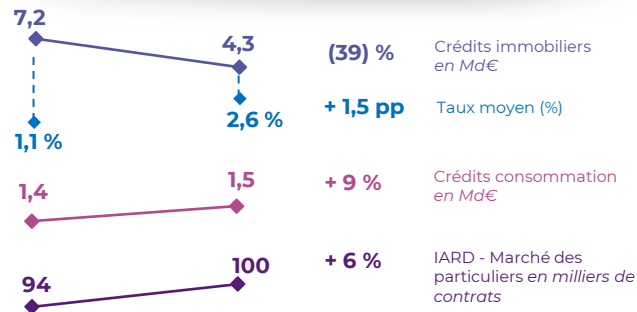 7,2
4,3
(39) %
Crédits immobiliers
en Md€
1,1 %
2,6 %
+ 1,5 pp
Taux moyen (%)
1,4
1,5
+ 9 %
Crédits consommation
en Md€
94
100
+ 6 %
IARD - Marché des
particuliers en milliers de
contrats